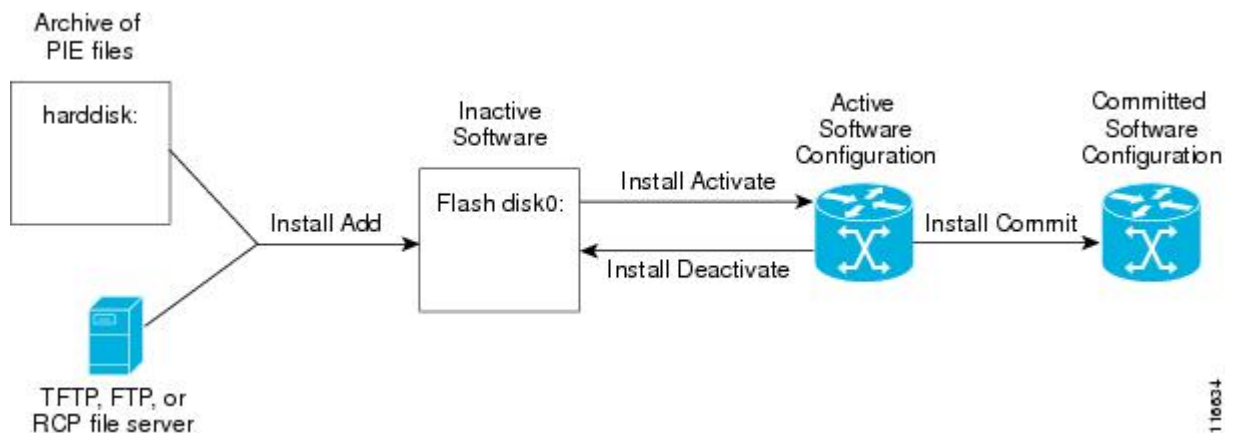 Archive of
PIE files
harddisk:
Inactive
Software
Flash disk0:
Active
Software
Configuration
Committed
Software
Configuration
Install Add
Install Activate
Install Deactivate
Install Commit
TFTP, FTP, or
RCP file server
116634